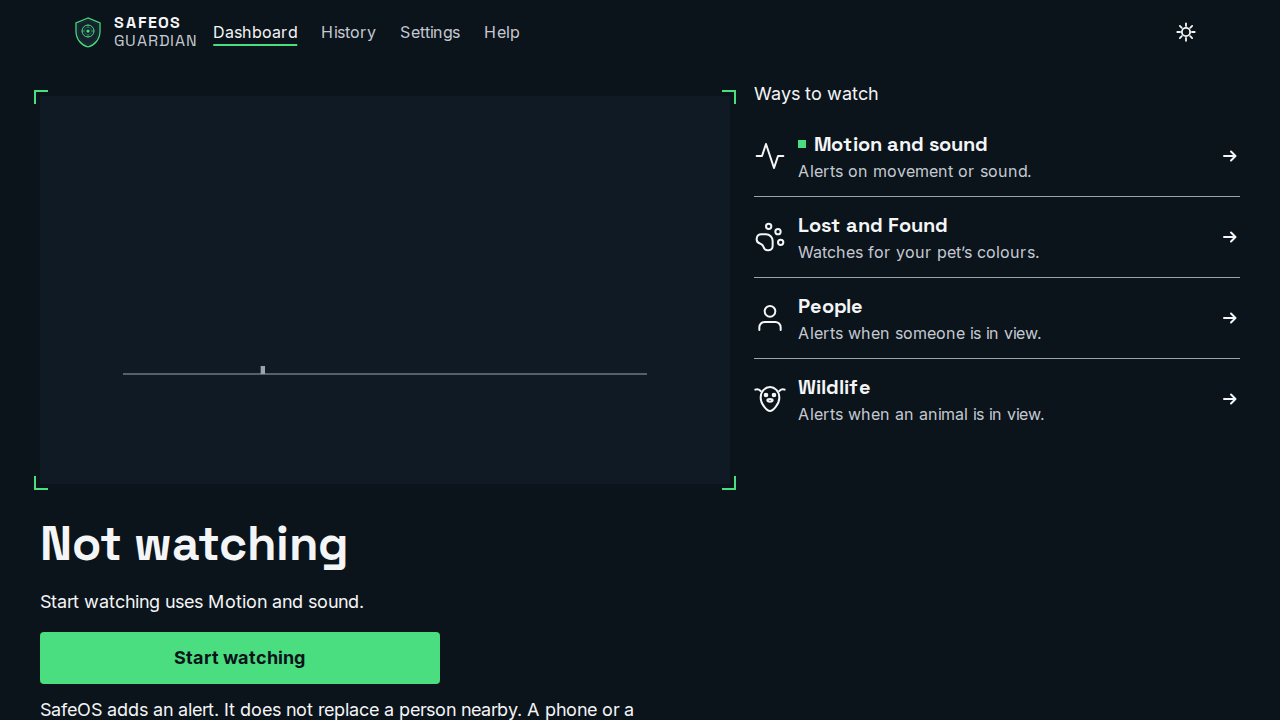 SAFEOS
GUARDIAN
Dashboard
History
Settings
Help
Ways to watch
Motion and sound
Alerts on movement or sound.
Lost and Found
Watches for your pet’s colours.
People
Alerts when someone is in view.
Wildlife
Alerts when an animal is in view.
Not watching
Start watching uses Motion and sound.
Start watching
SafeOS adds an alert. It does not replace a person nearby. A phone or a